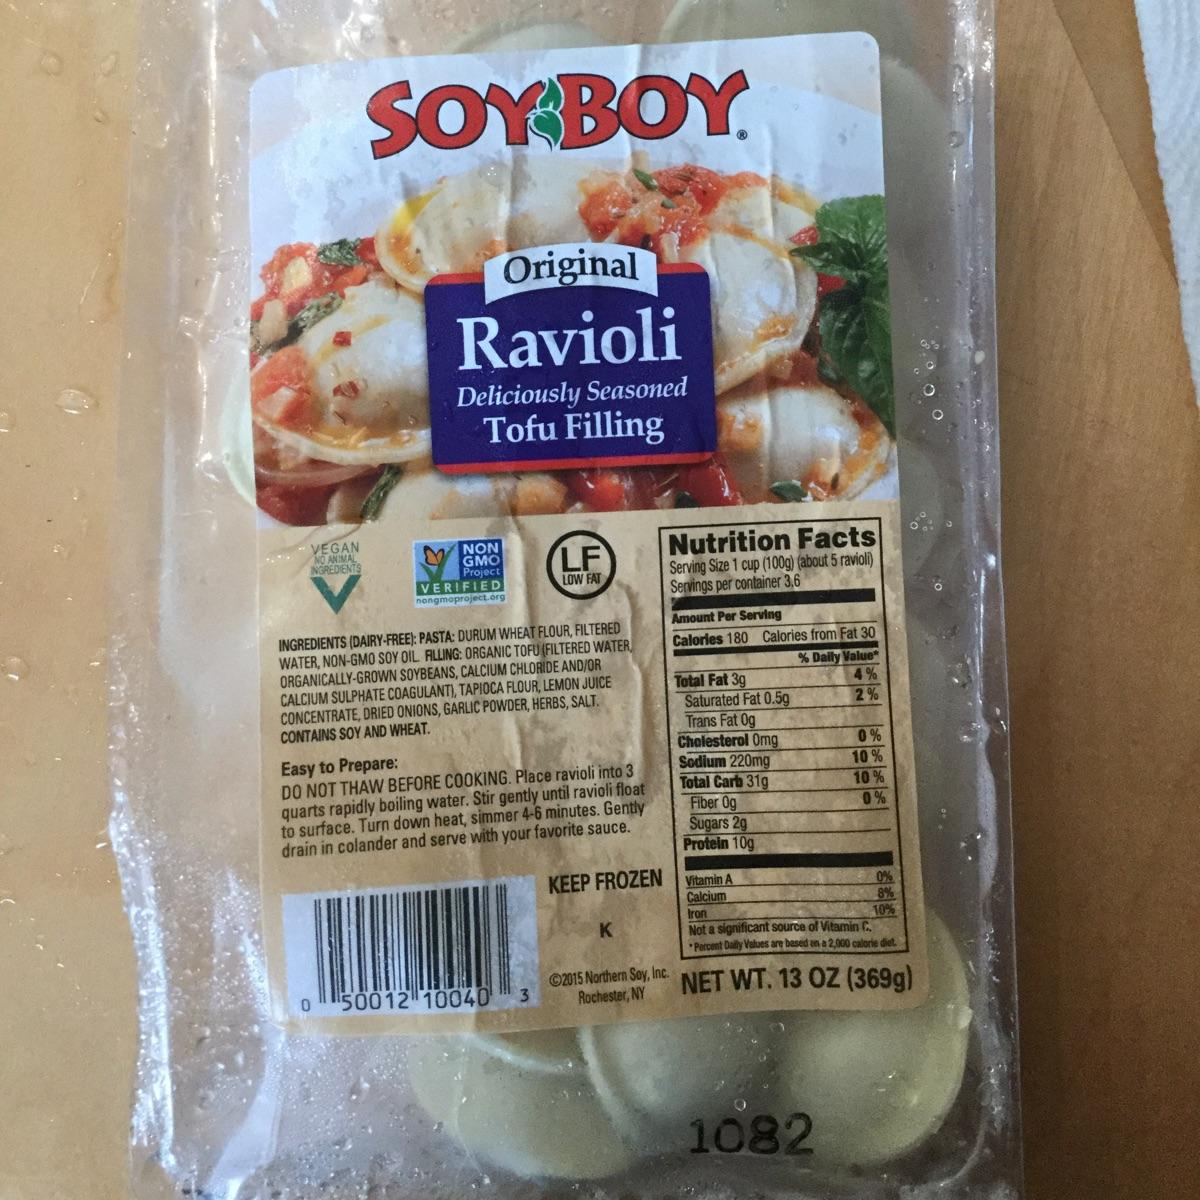 SOYBOY®
Original
Ravioli
Deliciously Seasoned
Tofu Filling
VEGAN
NO ANIMAL
INGREDIENTS
NON
GMO
Project
VERIFIED
nongmoproject.org
LF
LOW FAT
INGREDIENTS (DAIRY-FREE): PASTA: DURUM WHEAT FLOUR, FILTERED
WATER, NON-GMO SOY OIL. FILLING: ORGANIC TOFU (FILTERED WATER,
ORGANICALLY-GROWN SOYBEANS, CALCIUM CHLORIDE AND/OR
CALCIUM SULPHATE COAGULANT), TAPIOCA FLOUR, LEMON JUICE
CONCENTRATE, DRIED ONIONS, GARLIC POWDER, HERBS, SALT.
CONTAINS SOY AND WHEAT.
Easy to Prepare:
DO NOT THAW BEFORE COOKING. Place ravioli into 3
quarts rapidly boiling water. Stir gently until ravioli float
to surface. Turn down heat, simmer 4-6 minutes. Gently
drain in colander and serve with your favorite sauce.
KEEP FROZEN
K
0 50012 10040 3
©2015 Northern Soy, Inc.
Rochester, NY
Nutrition Facts
Serving Size 1 cup (100g) (about 5 ravioli)
Servings per container 3.6
Amount Per Serving
Calories 180 Calories from Fat 30
% Daily Value*
Total Fat 3g 4 %
Saturated Fat 0.5g 2 %
Trans Fat 0g
Cholesterol 0mg 0 %
Sodium 220mg 10 %
Total Carb 31g 10 %
Fiber 0g 0 %
Sugars 2g
Protein 10g
Vitamin A 0%
Calcium 8%
Iron 10%
Not a significant source of Vitamin C.
*Percent Daily Values are based on a 2,000 calorie diet.
NET WT. 13 OZ (369g)
1082